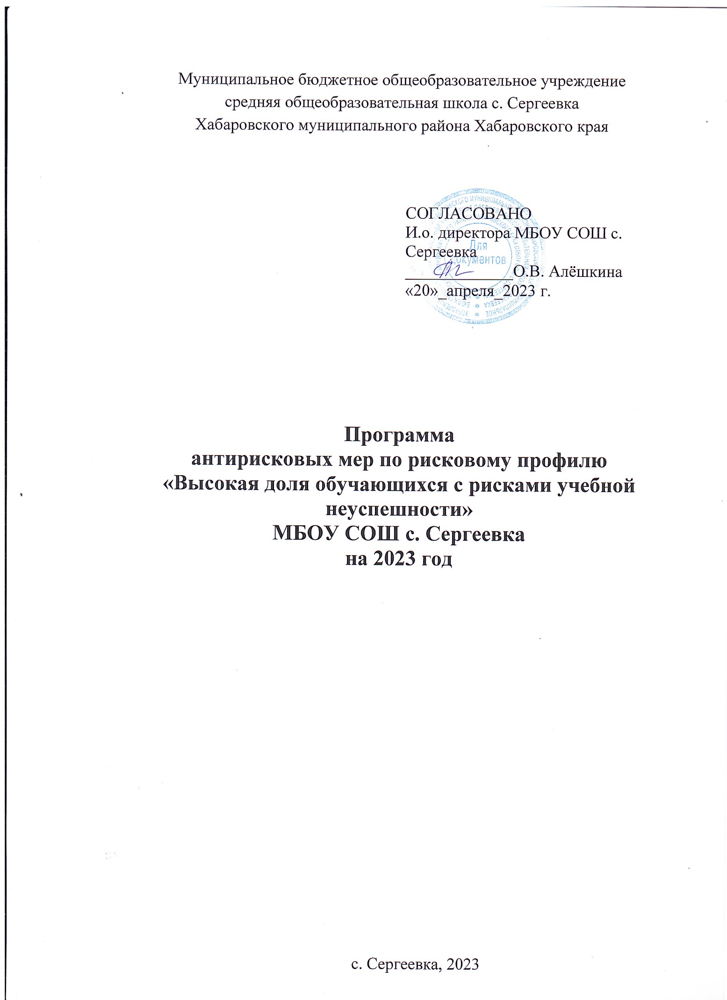 Муниципальное бюджетное общеобразовательное учреждение
средняя общеобразовательная школа с. Сергеевка
Хабаровского муниципального района Хабаровского края
СОГЛАСОВАНО
И.о. директора МБОУ СОШ с.
Сергеевка
Для
документов
_____________О.В. Алёшкина
«20»_апреля_2023 г.
Программа
антирисковых мер по рисковому профилю
«Высокая доля обучающихся с рисками учебной
неуспешности»
МБОУ СОШ с. Сергеевка
на 2023 год
с. Сергеевка, 2023